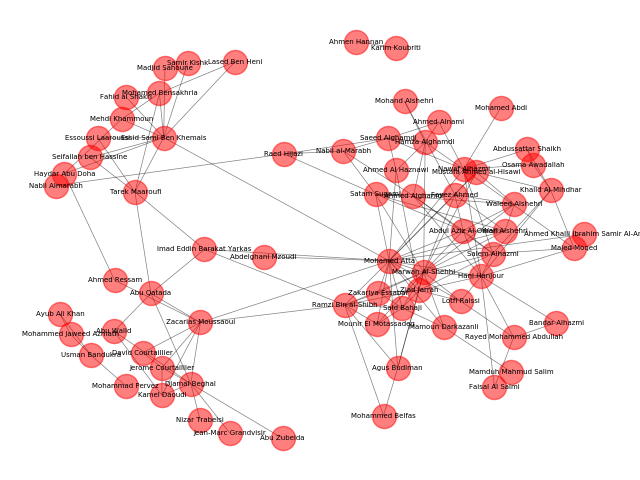 Ahmen Hannan
Karim Koubriti
Samir Kishk
Lased Ben Heni
Madjid Sahoune
Mohamed Bensakhria
Fahid al Shakri
Mohand Alshehri
Mohamed Abdi
Mehdi Khammoun
Ahmed Alnami
Essoussi Laaroussi
Essid Sami Ben Khemais
Saeed Alghamdi
Hamza Alghamdi
Seifallah ben Hassine
Raed Hijazi
Nabil al-Marabh
Abdussattar Shaikh
Osama Awadallah
Haydar Abu Doha
Ahmed Al Haznawi
Nawaf Alhazmi
Mustafa Ahmed al-Hisawi
Nabil Almarabh
Tarek Maaroufi
Satam Suqami
Ahmed Alghamdi
Fayez Ahmed
Khalid Al-Mihdhar
Waleed Alshehri
Abdul Aziz Al-Omari
Wail Alshehri
Ahmed Khalil Ibrahim Samir Al-An
Majed Moqed
Imad Eddin Barakat Yarkas
Abdelghani Mzoudi
Mohamed Atta
Salem Alhazmi
Marwan Al-Shehhi
Hani Hanjour
Ahmed Ressam
Abu Qatada
Zakariya Essabar
Ziad Jarrah
Ramzi Bin al-Shibh
Said Bahaji
Lotfi Raissi
Ayub Ali Khan
Zacarias Moussaoui
Mounir El Motassadeq
Mamoun Darkazanli
Bandar Alhazmi
Mohammed Jaweed Azmath
Abu Walid
Rayed Mohammed Abdullah
Usman Bandukra
David Courtaillier
Jerome Courtaillier
Agus Budiman
Mamduh Mahmud Salim
Mohammad Pervez
Djamal Beghal
Faisal Al Salmi
Kamel Daoudi
Mohammed Belfas
Nizar Trabelsi
Jean-Marc Grandvisir
Abu Zubeida